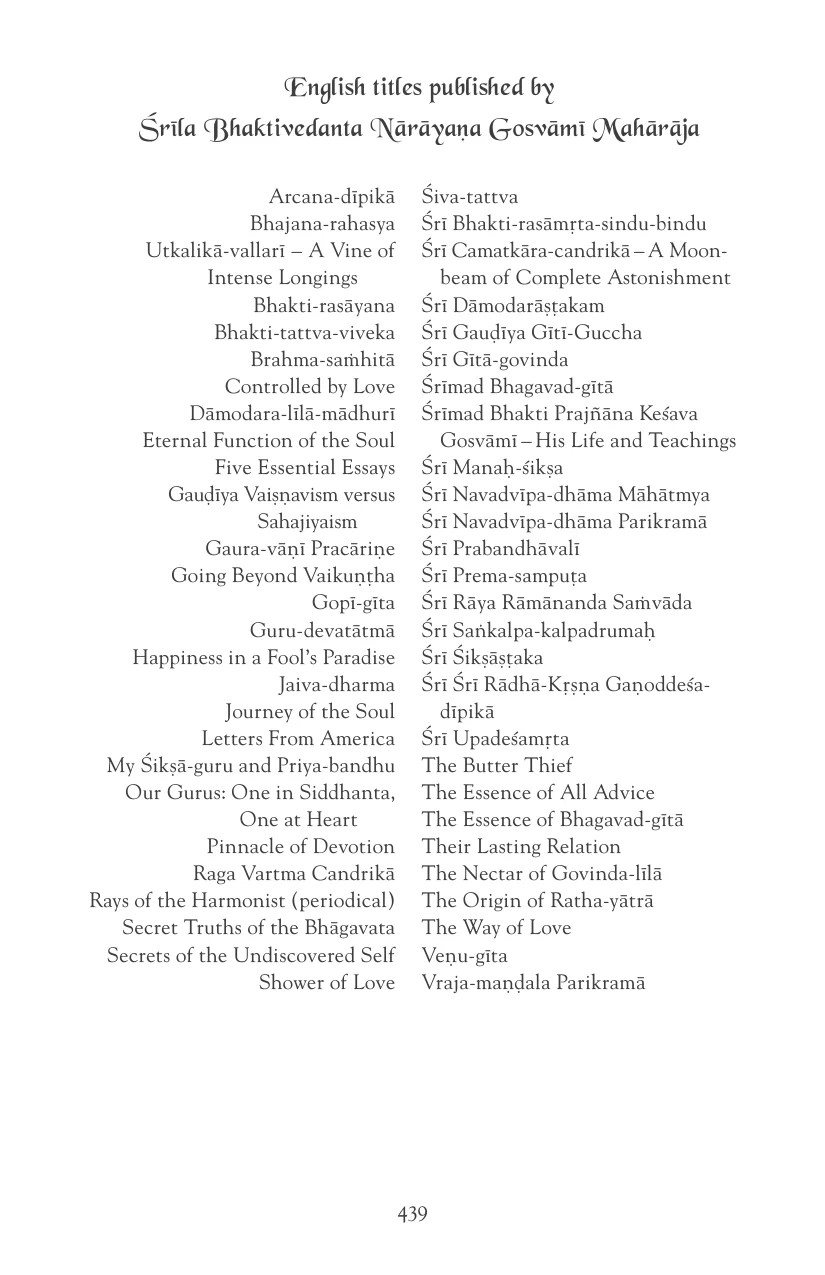 English titles published by
Śrīla Bhaktivedanta Nārāyaṇa Gosvāmī Mahārāja
Arcana-dīpikā
Bhajana-rahasya
Utkalikā-vallarī – A Vine of
Intense Longings
Bhakti-rasāyana
Bhakti-tattva-viveka
Brahma-saṁhitā
Controlled by Love
Dāmodara-līlā-mādhurī
Eternal Function of the Soul
Five Essential Essays
Gauḍīya Vaiṣṇavism versus
Sahajiyaism
Gaura-vāṇī Pracāriṇe
Going Beyond Vaikuṇṭha
Gopī-gīta
Guru-devatātmā
Happiness in a Fool’s Paradise
Jaiva-dharma
Journey of the Soul
Letters From America
My Śikṣā-guru and Priya-bandhu
Our Gurus: One in Siddhanta,
One at Heart
Pinnacle of Devotion
Raga Vartma Candrikā
Rays of the Harmonist (periodical)
Secret Truths of the Bhāgavata
Secrets of the Undiscovered Self
Shower of Love
Śiva-tattva
Śrī Bhakti-rasāmṛta-sindu-bindu
Śrī Camatkāra-candrikā – A Moon-
beam of Complete Astonishment
Śrī Dāmodarāṣṭakam
Śrī Gauḍīya Gītī-Guccha
Śrī Gītā-govinda
Śrīmad Bhagavad-gītā
Śrīmad Bhakti Prajñāna Keśava
Gosvāmī – His Life and Teachings
Śrī Manaḥ-śikṣa
Śrī Navadvīpa-dhāma Māhātmya
Śrī Navadvīpa-dhāma Parikramā
Śrī Prabandhāvalī
Śrī Prema-sampuṭa
Śrī Rāya Rāmānanda Saṁvāda
Śrī Saṅkalpa-kalpadrumaḥ
Śrī Śikṣāṣṭaka
Śrī Śrī Rādhā-Kṛṣṇa Gaṇoddeśa-
dīpikā
Śrī Upadeśamṛta
The Butter Thief
The Essence of All Advice
The Essence of Bhagavad-gītā
Their Lasting Relation
The Nectar of Govinda-līlā
The Origin of Ratha-yātrā
The Way of Love
Veṇu-gīta
Vraja-maṇḍala Parikramā
439